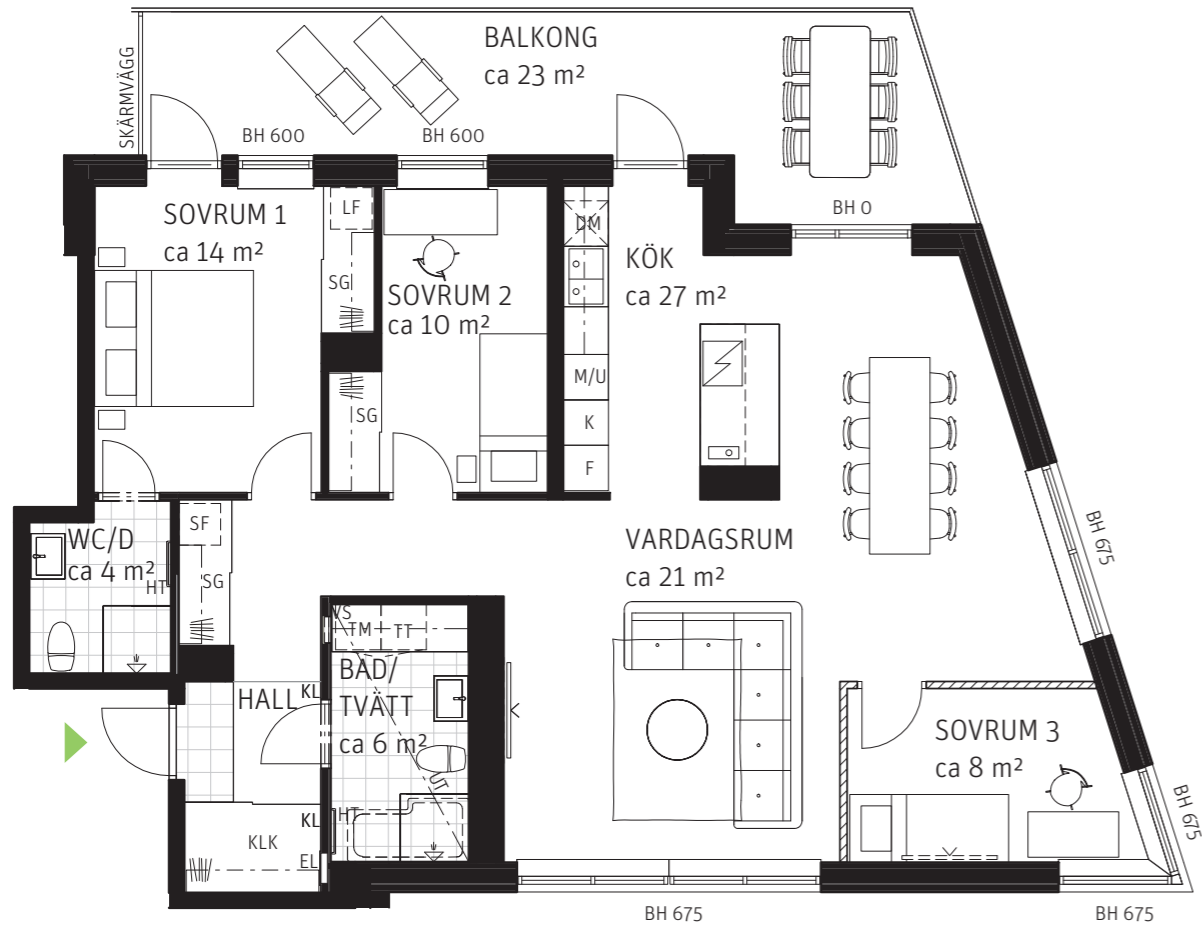 BALKONG
ca 23 m²
SKÄRMVÄGG
BH 600
BH 600
BH 0
SOVRUM 1
ca 14 m²
LF
SG
SOVRUM 2
ca 10 m²
SG
DM
KÖK
ca 27 m²
M/U
K
F
WC/D
ca 4 m²
HT
SF
SG
VARDAGSRUM
ca 21 m²
BH 675
VS
TM
TT
BAD/
TVÄTT
ca 6 m²
HALL
KL
UT
SOVRUM 3
ca 8 m²
BH 675
HT
KL
KLK
EL
BH 675
BH 675